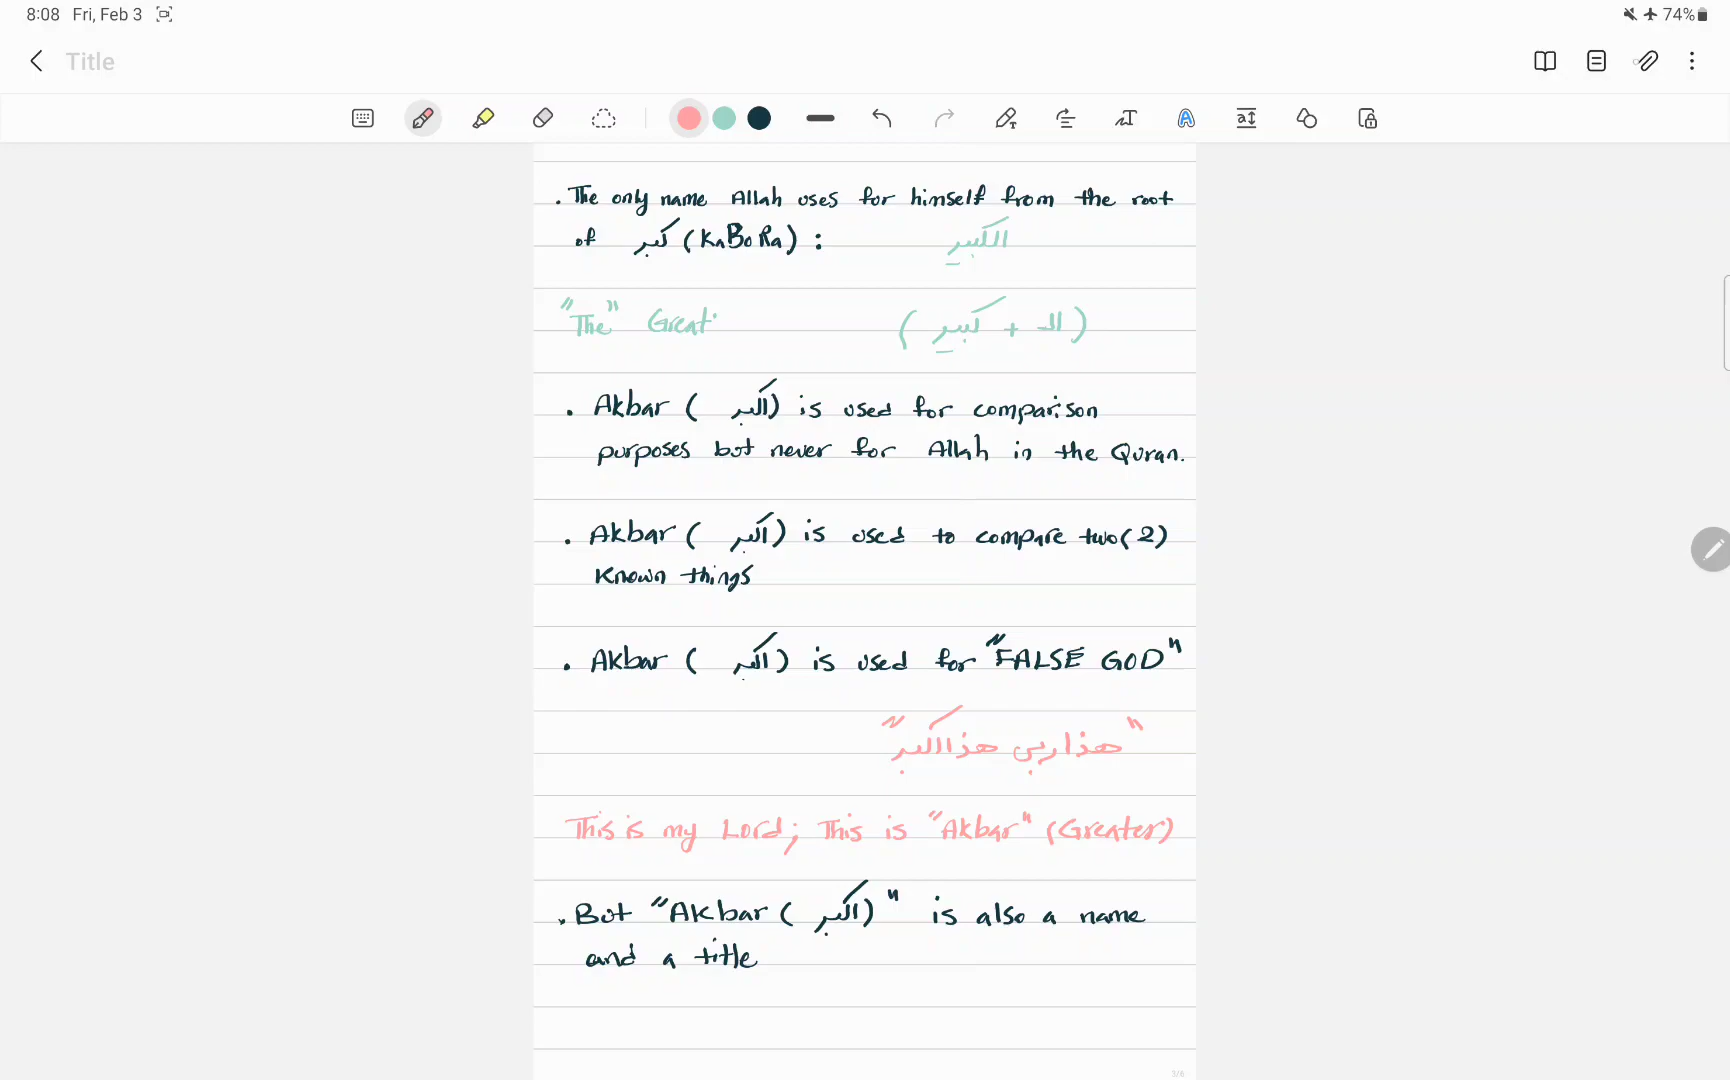 8:08 Fri, Feb 3
74%
Title
. The only name Allah uses for himself from the root
of كبر (KaBoRa) : الكبير
"The" Great. (الـ + كبير)
. Akbar (اكبر) is used for comparison
purposes but never for Allah in the Quran.
. Akbar (اكبر) is used to compare two (2)
Known things
. Akbar (اكبر) is used for "FALSE GOD"
"هذا ربي هذا اكبر"
This is my Lord; This is "Akbar" (Greater)
. But "Akbar (اكبر)" is also a name
and a title
3/6